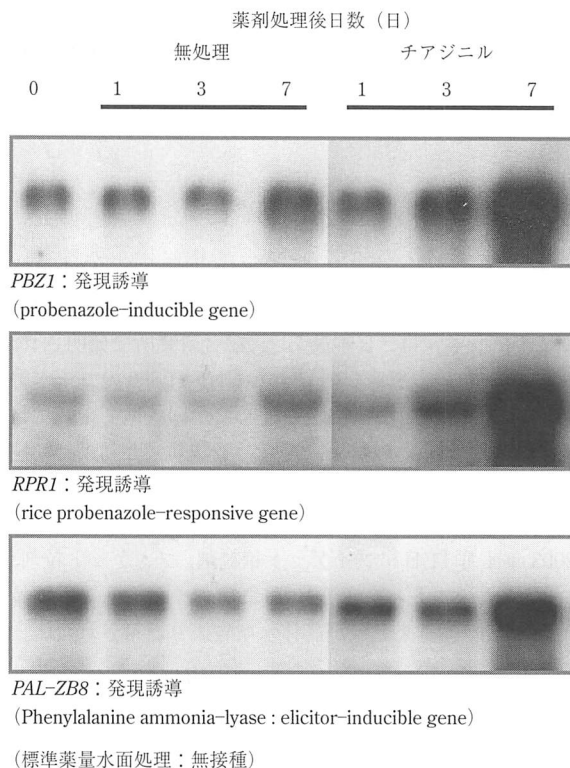 薬剤処理後日数（日）
無処理 チアジニル
0 1 3 7 1 3 7
PBZ1：発現誘導
(probenazole-inducible gene)
RPR1：発現誘導
(rice probenazole-responsive gene)
PAL-ZB8：発現誘導
(Phenylalanine ammonia-lyase : elicitor-inducible gene)
(標準薬量水面処理：無接種)